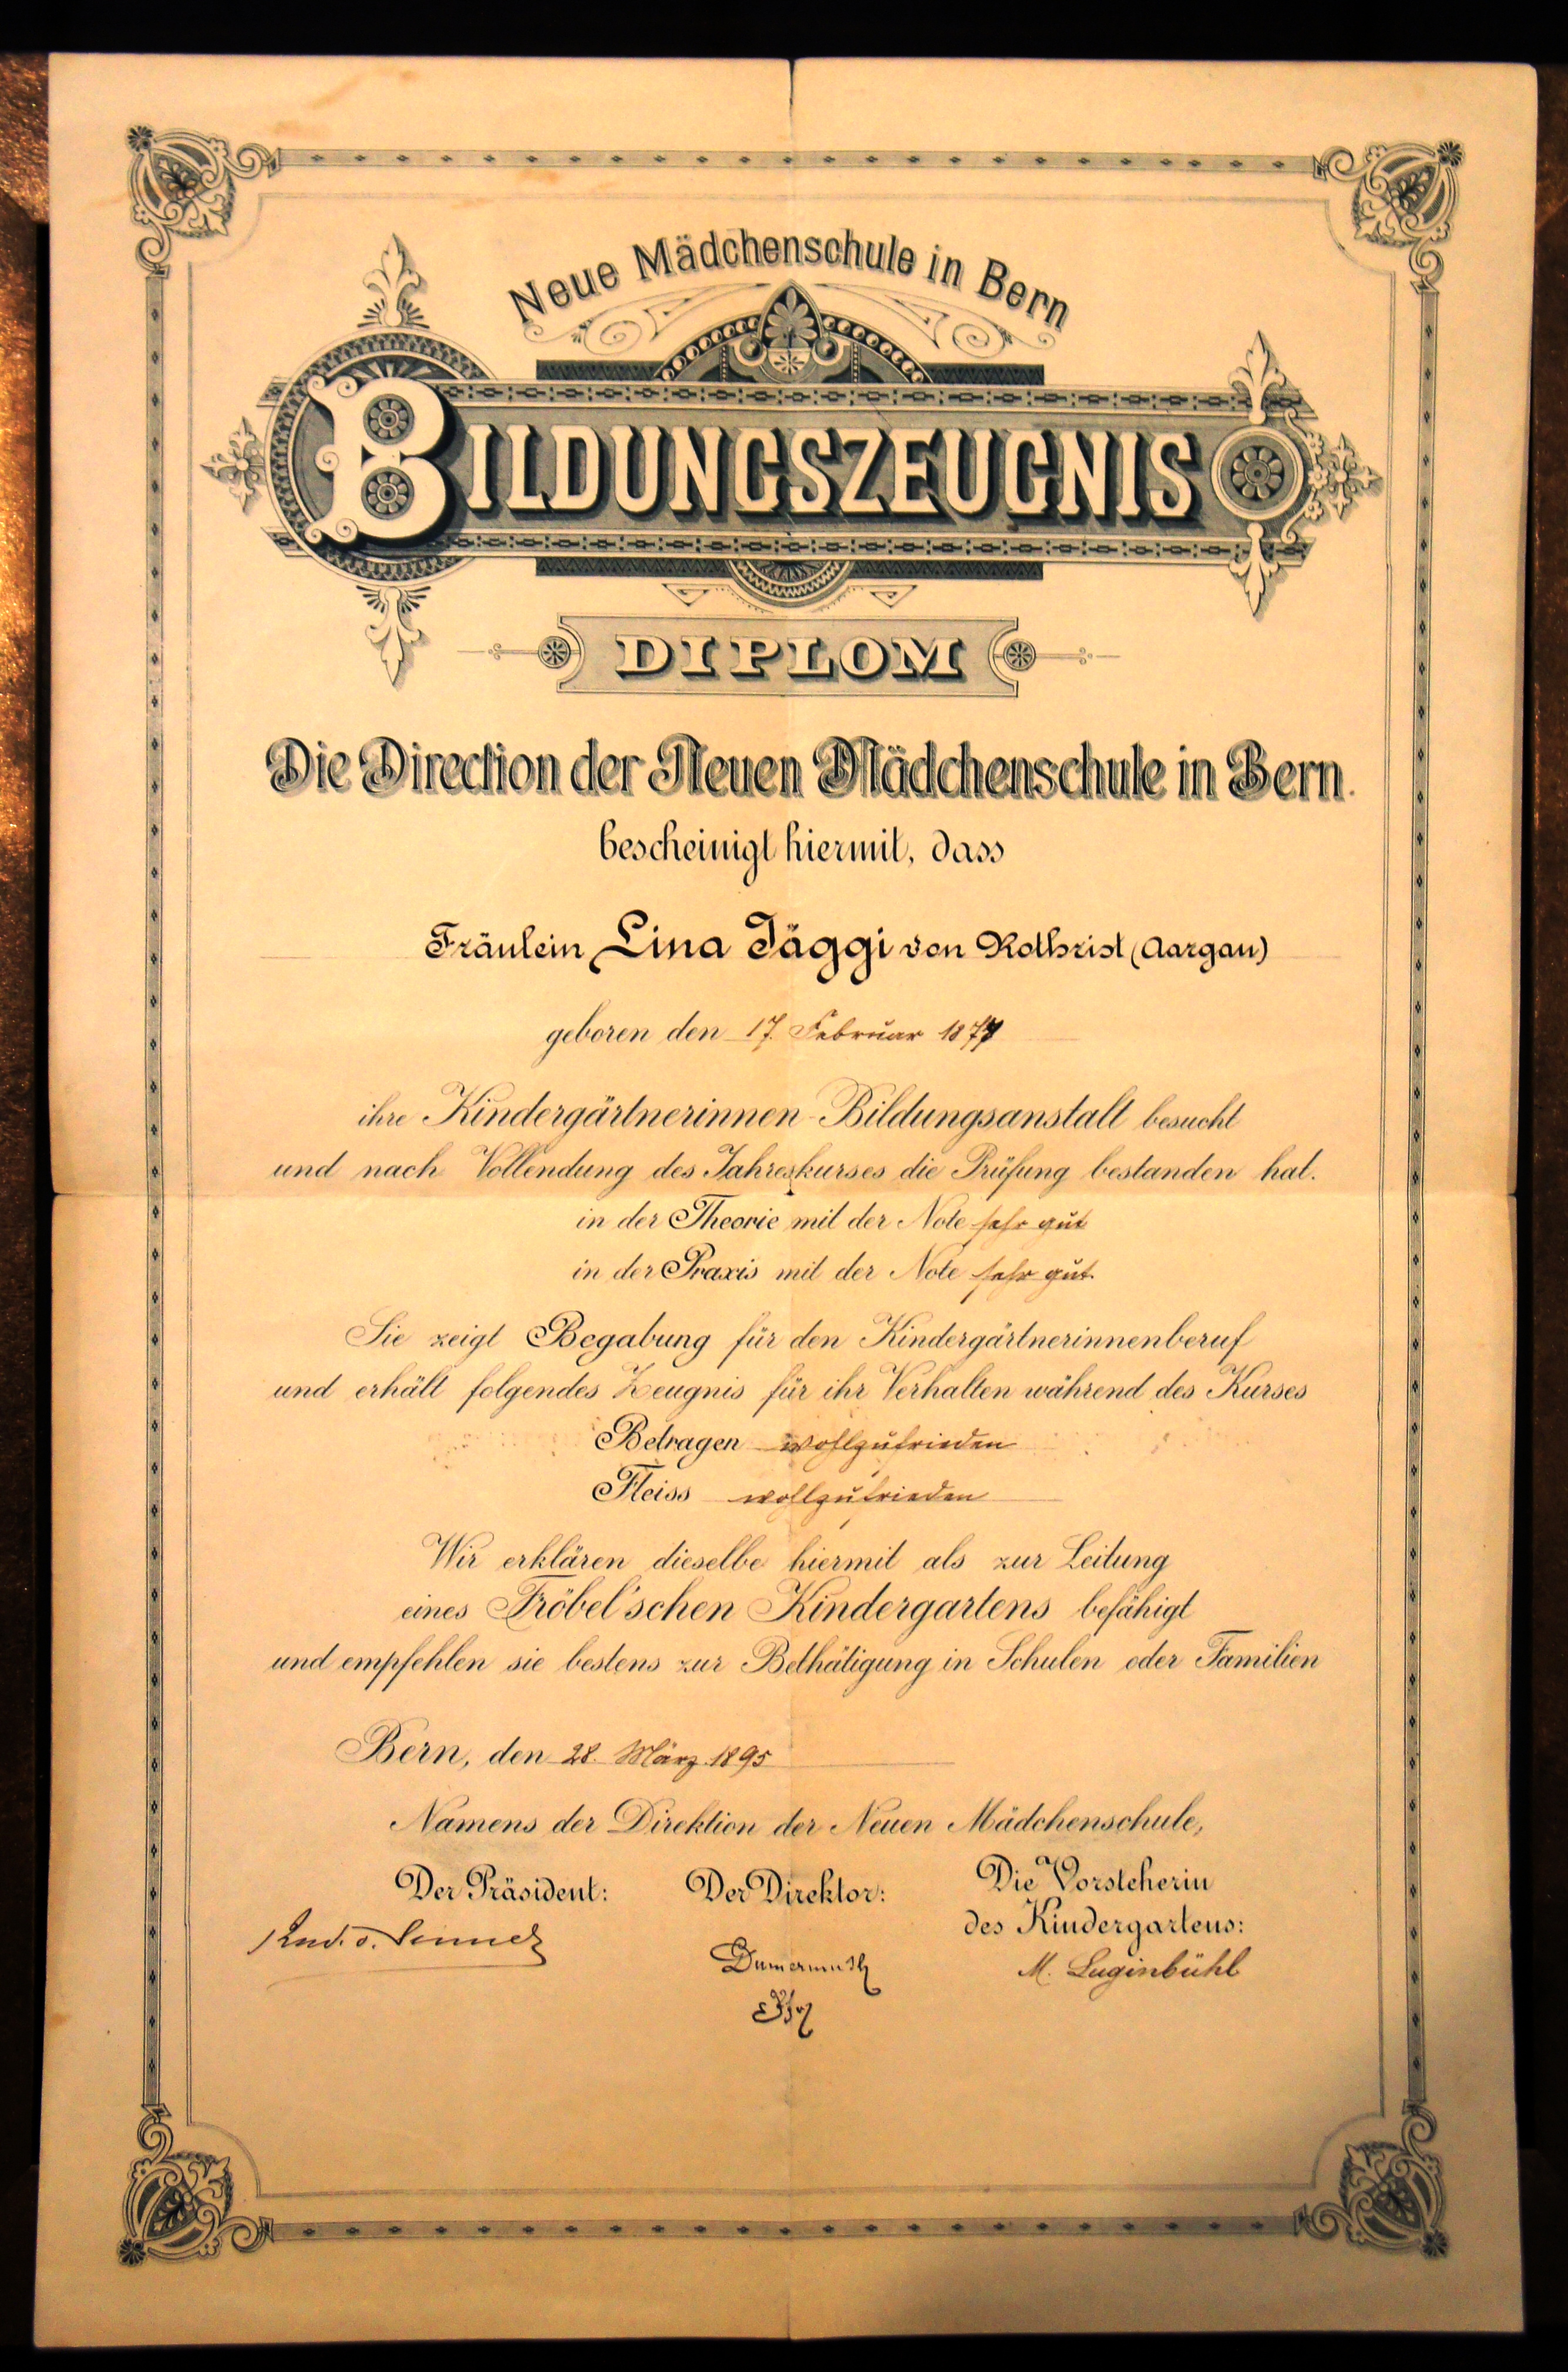 Neue Mädchenschule in Bern
BILDUNGSZEUGNIS
DIPLOM
Die Direction der Neuen Mädchenschule in Bern.
bescheinigt hiermit, dass
Fräulein Lina Jäggi von Rothrist (Aargau)
geboren den 17. Februar 1877
ihre Kindergärtnerinnen-Bildungsanstalt besucht
und nach Vollendung des Jahreskurses die Prüfung bestanden hat.
in der Theorie mit der Note sehr gut
in der Praxis mit der Note sehr gut.
Sie zeigt Begabung für den Kindergärtnerinnenberuf
und erhält folgendes Zeugnis für ihr Verhalten während des Kurses
Betragen wohlzufrieden
Fleiss wohlzufrieden
Wir erklären dieselbe hiermit als zur Leitung
eines Fröbel'schen Kindergartens befähigt
und empfehlen sie bestens zur Bethätigung in Schulen oder Familien
Bern, den 28. März 1895
Namens der Direktion der Neuen Mädchenschule,
Der Präsident:
Der Direktor:
Die Vorsteherin
des Kindergartens:
M. Luginbühl